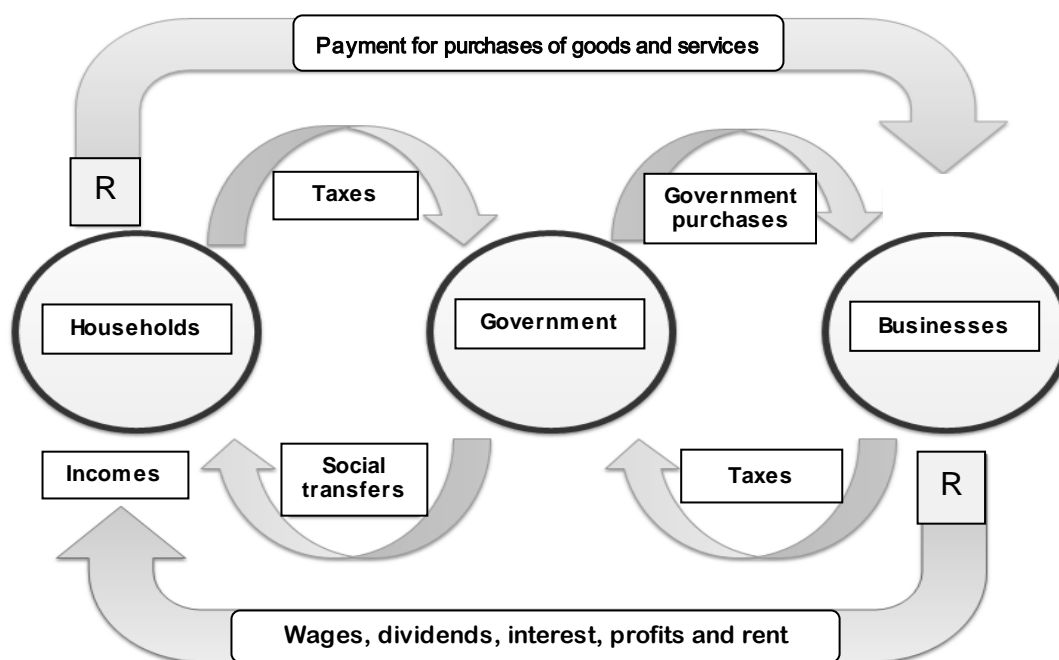 Payment for purchases of goods and services
R
Taxes
Government
purchases
Households
Government
Businesses
Incomes
Social
transfers
Taxes
R
Wages, dividends, interest, profits and rent